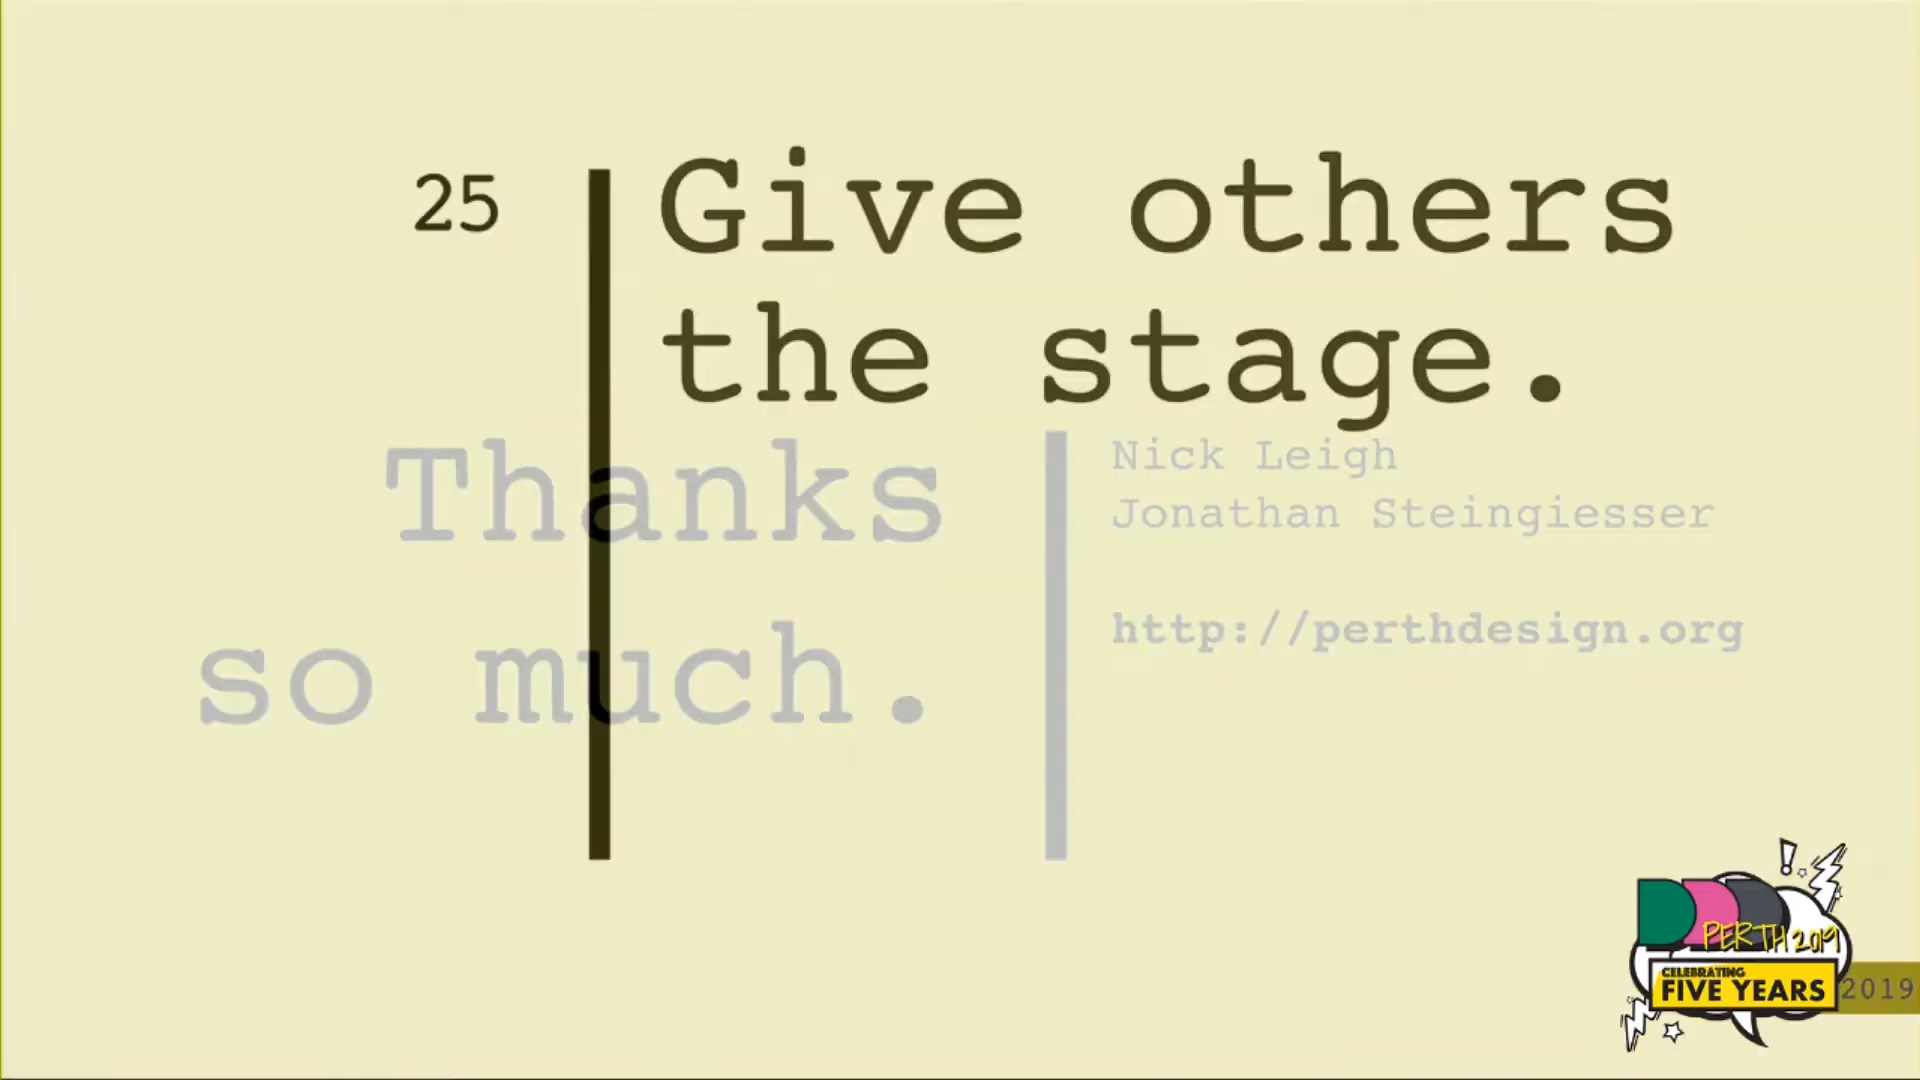 25
Give others
the stage.
Thanks
so much.
Nick Leigh
Jonathan Steingiesser
http://perthdesign.org
DDD
PERTH 2019
CELEBRATING
FIVE YEARS
2019